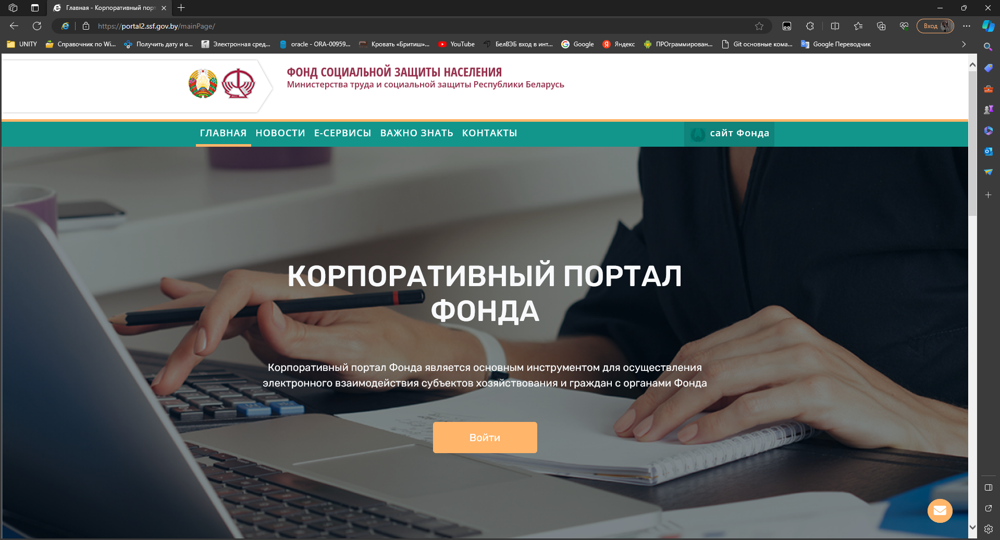 Главная - Корпоративный порт
https://portal2.ssf.gov.by/mainPage/
Вход
UNITY
Справочник по Wi...
Получить дату и в...
Электронная сред...
oracle - ORA-00959...
Кровать «Бритиш»...
YouTube
БелВЭБ вход в инт...
Google
Яндекс
ПРОграммирован...
Git основные кома...
Google Переводчик
ФОНД СОЦИАЛЬНОЙ ЗАЩИТЫ НАСЕЛЕНИЯ
Министерства труда и социальной защиты Республики Беларусь
ГЛАВНАЯ НОВОСТИ Е-СЕРВИСЫ ВАЖНО ЗНАТЬ КОНТАКТЫ
сайт Фонда
КОРПОРАТИВНЫЙ ПОРТАЛ
ФОНДА
Корпоративный портал Фонда является основным инструментом для осуществления
электронного взаимодействия субъектов хозяйствования и граждан с органами Фонда
Войти